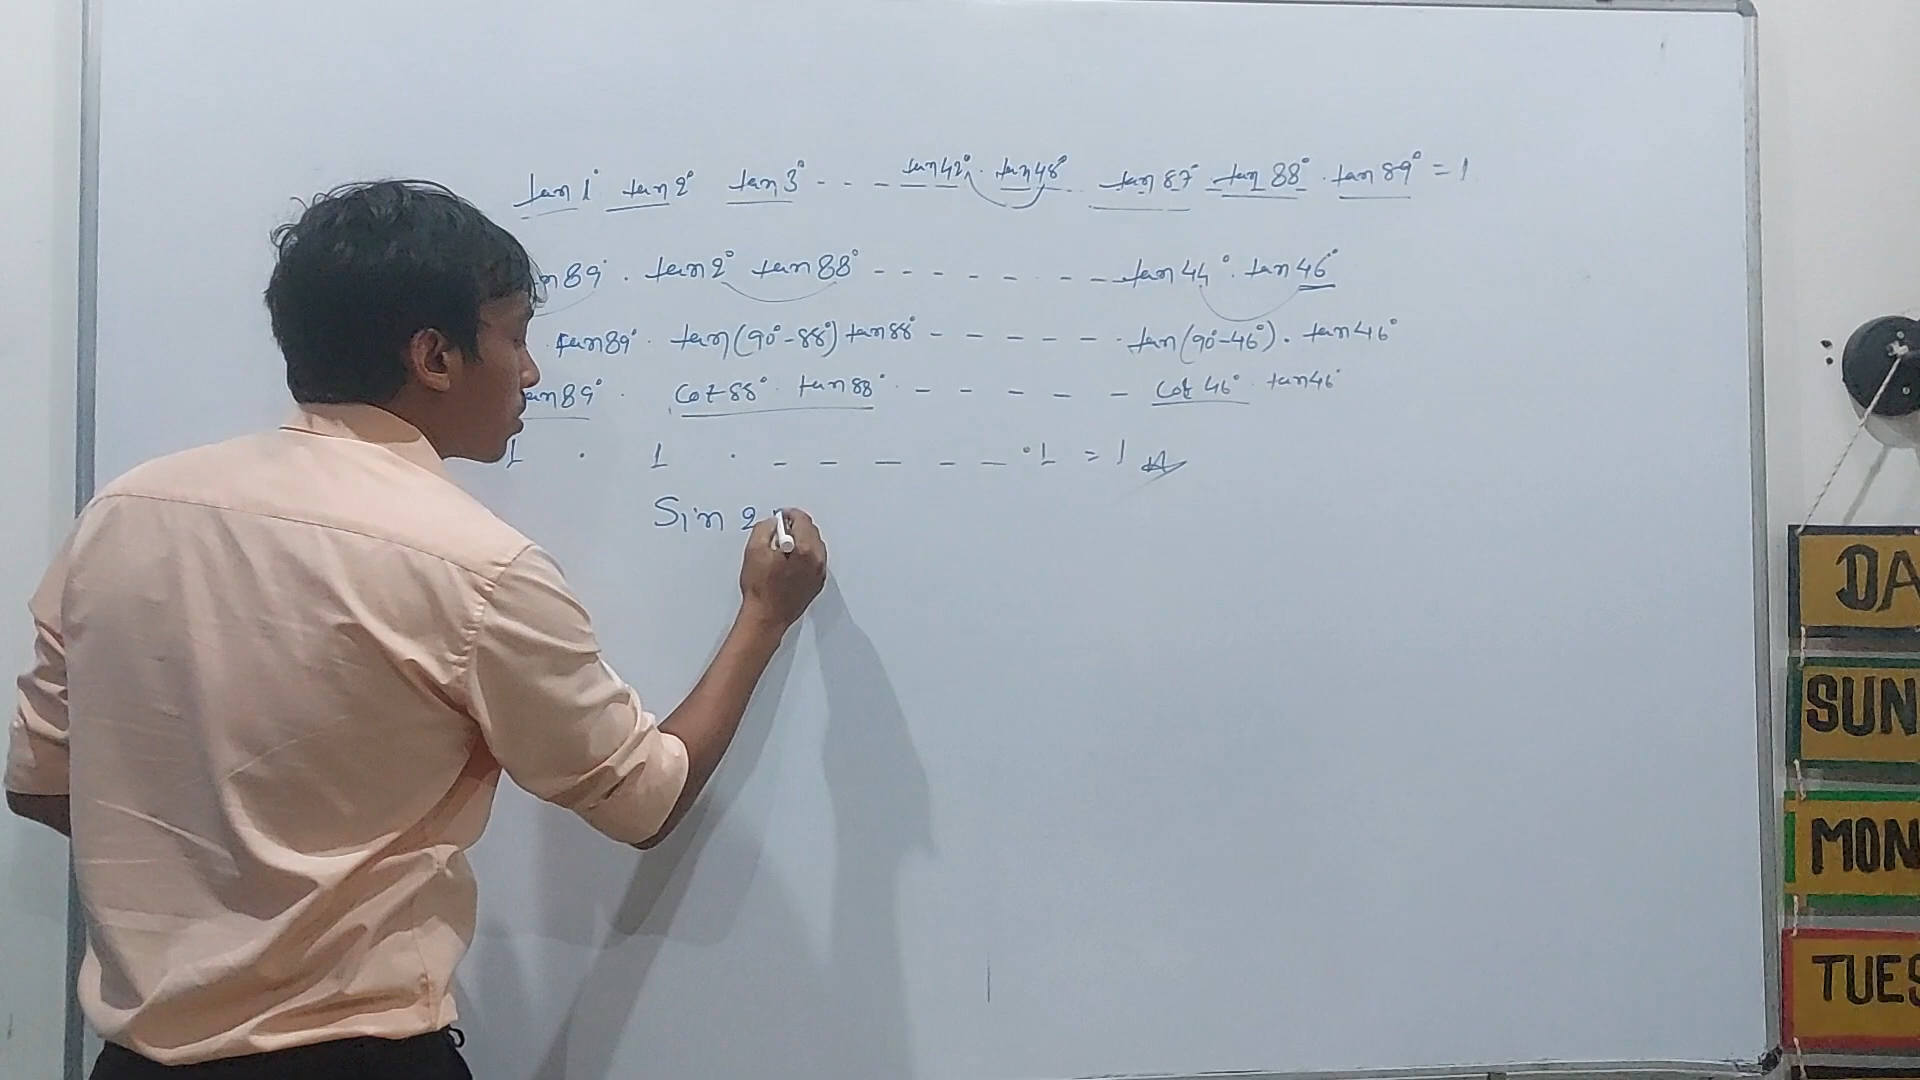 tan 1° tan 2° tan 3° - - - tan 42° . tan 48° . tan 87° tan 88° . tan 89° = 1
n 89° . tan 2° tan 88° - - - - - - - tan 44° . tan 46°
. tan 89° . tan (90° - 88°) tan 88° - - - - - . tan (90° - 46°) . tan 46°
an 89° . cot 88° . tan 88° . - - - - - cot 46° . tan 46°
1 . 1 . - - - - - . 1 = 1
Sin 2
DA
SUN
MON
TUES